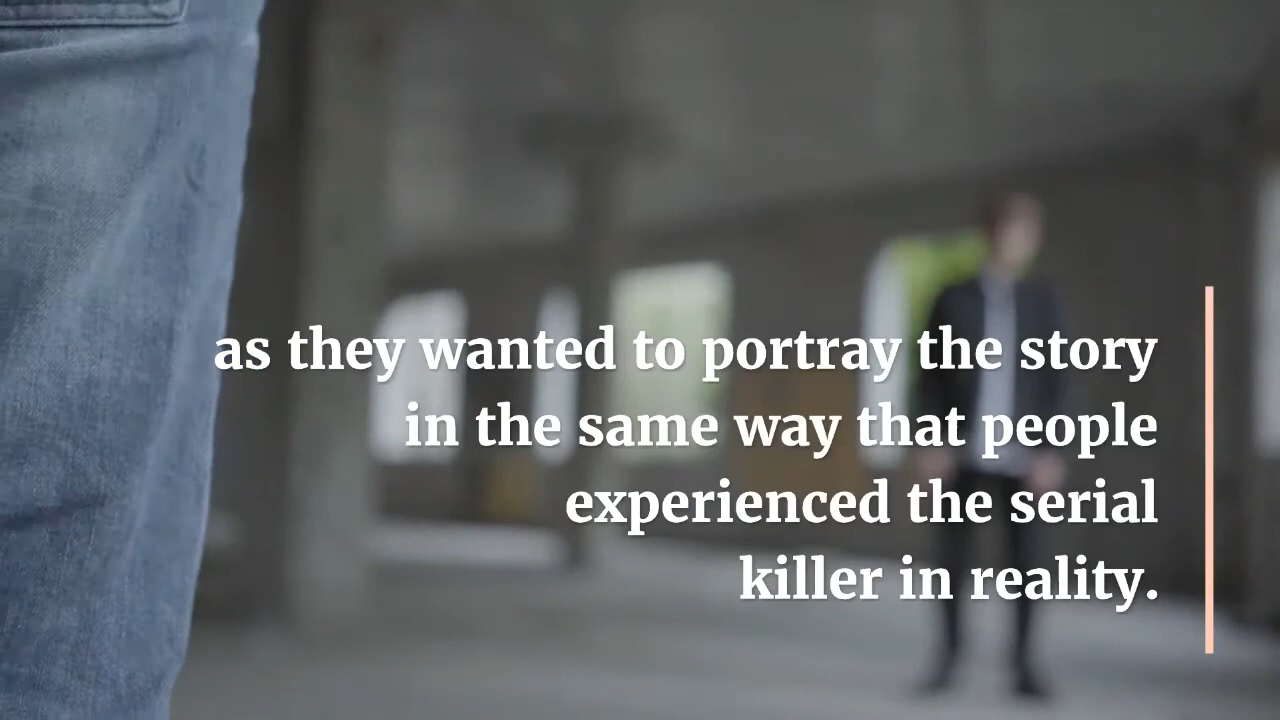 as they wanted to portray the story
in the same way that people
experienced the serial
killer in reality.